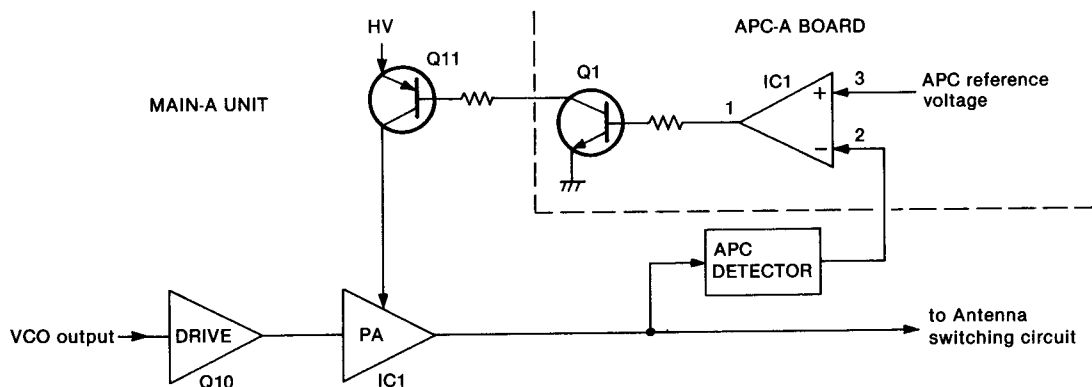 HV
APC-A BOARD
Q11
Q1
IC1
3
APC reference
voltage
MAIN-A UNIT
1
+
2
−
APC
DETECTOR
VCO output
DRIVE
PA
to Antenna
switching circuit
Q10
IC1